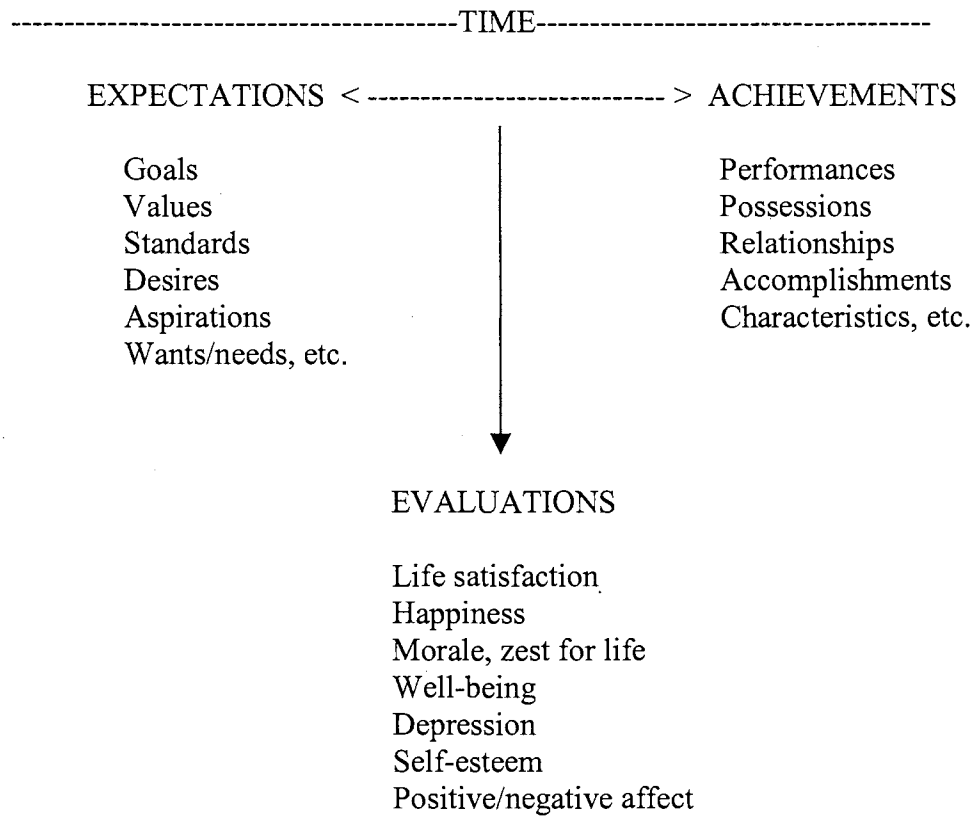 ----------------------------------------TIME-----------------------------------
EXPECTATIONS < --------------------------- > ACHIEVEMENTS
Goals Performances
Values Possessions
Standards Relationships
Desires Accomplishments
Aspirations Characteristics, etc.
Wants/needs, etc.
EVALUATIONS
Life satisfaction
Happiness
Morale, zest for life
Well-being
Depression
Self-esteem
Positive/negative affect